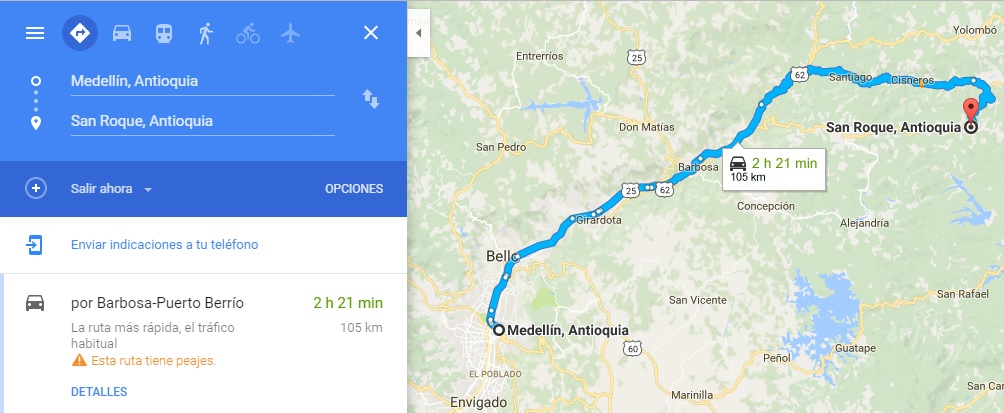 Medellín, Antioquia
San Roque, Antioquia
Salir ahora
OPCIONES
Enviar indicaciones a tu teléfono
por Barbosa-Puerto Berrío
2 h 21 min
La ruta más rápida, el tráfico
habitual
105 km
Esta ruta tiene peajes.
DETALLES
Yolombó
Entrerríos
25
62
Santiago
Cisneros
Don Matías
San Roque, Antioquia
San Pedro
Barbosa
2 h 21 min
105 km
25
62
Concepción
Girardota
Alejandría
Bello
San Vicente
San Rafael
Medellín, Antioquia
60
Guatape
Peñol
EL POBLADO
Marinilla
San Ca
Envigado